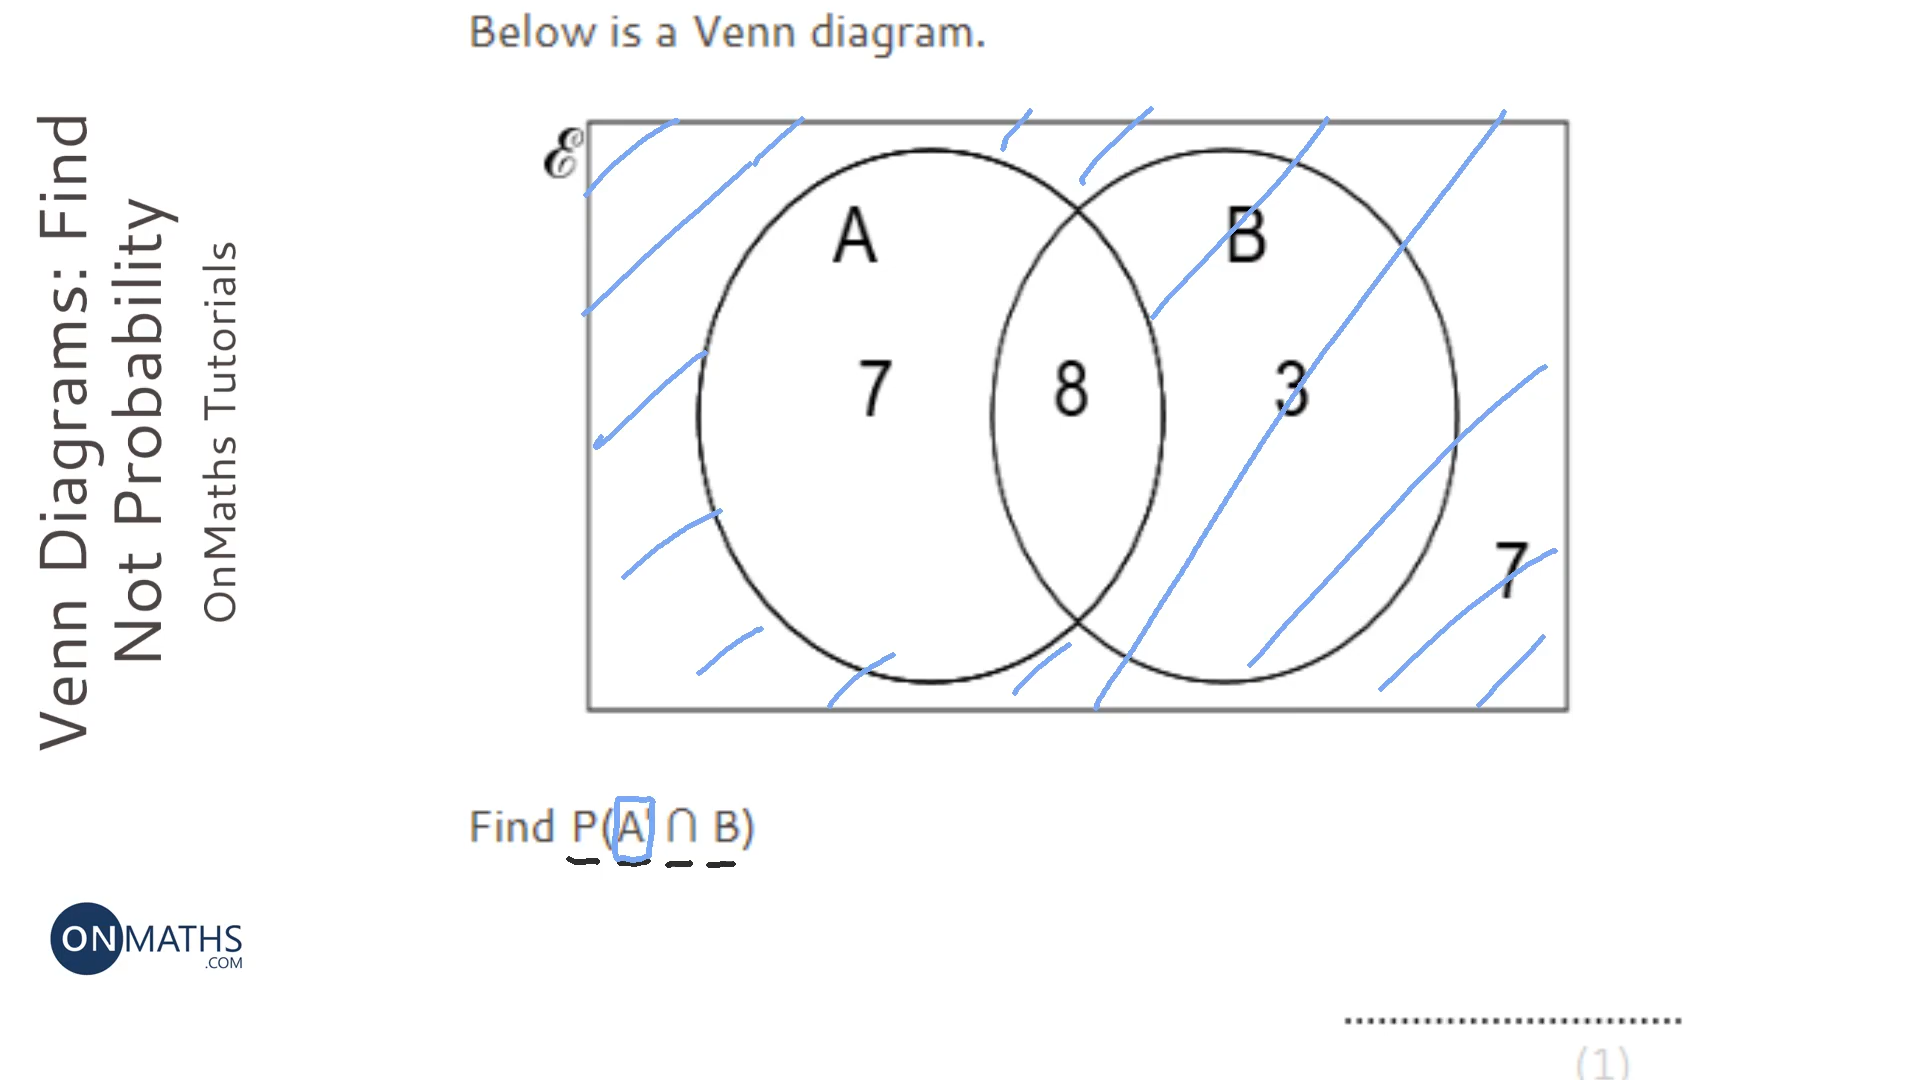 Venn Diagrams: Find
Not Probability
OnMaths Tutorials
Below is a Venn diagram.
ℰ
A B
7 8 3
7
Find P(A' ∩ B)
ONMATHS
.COM
(1)